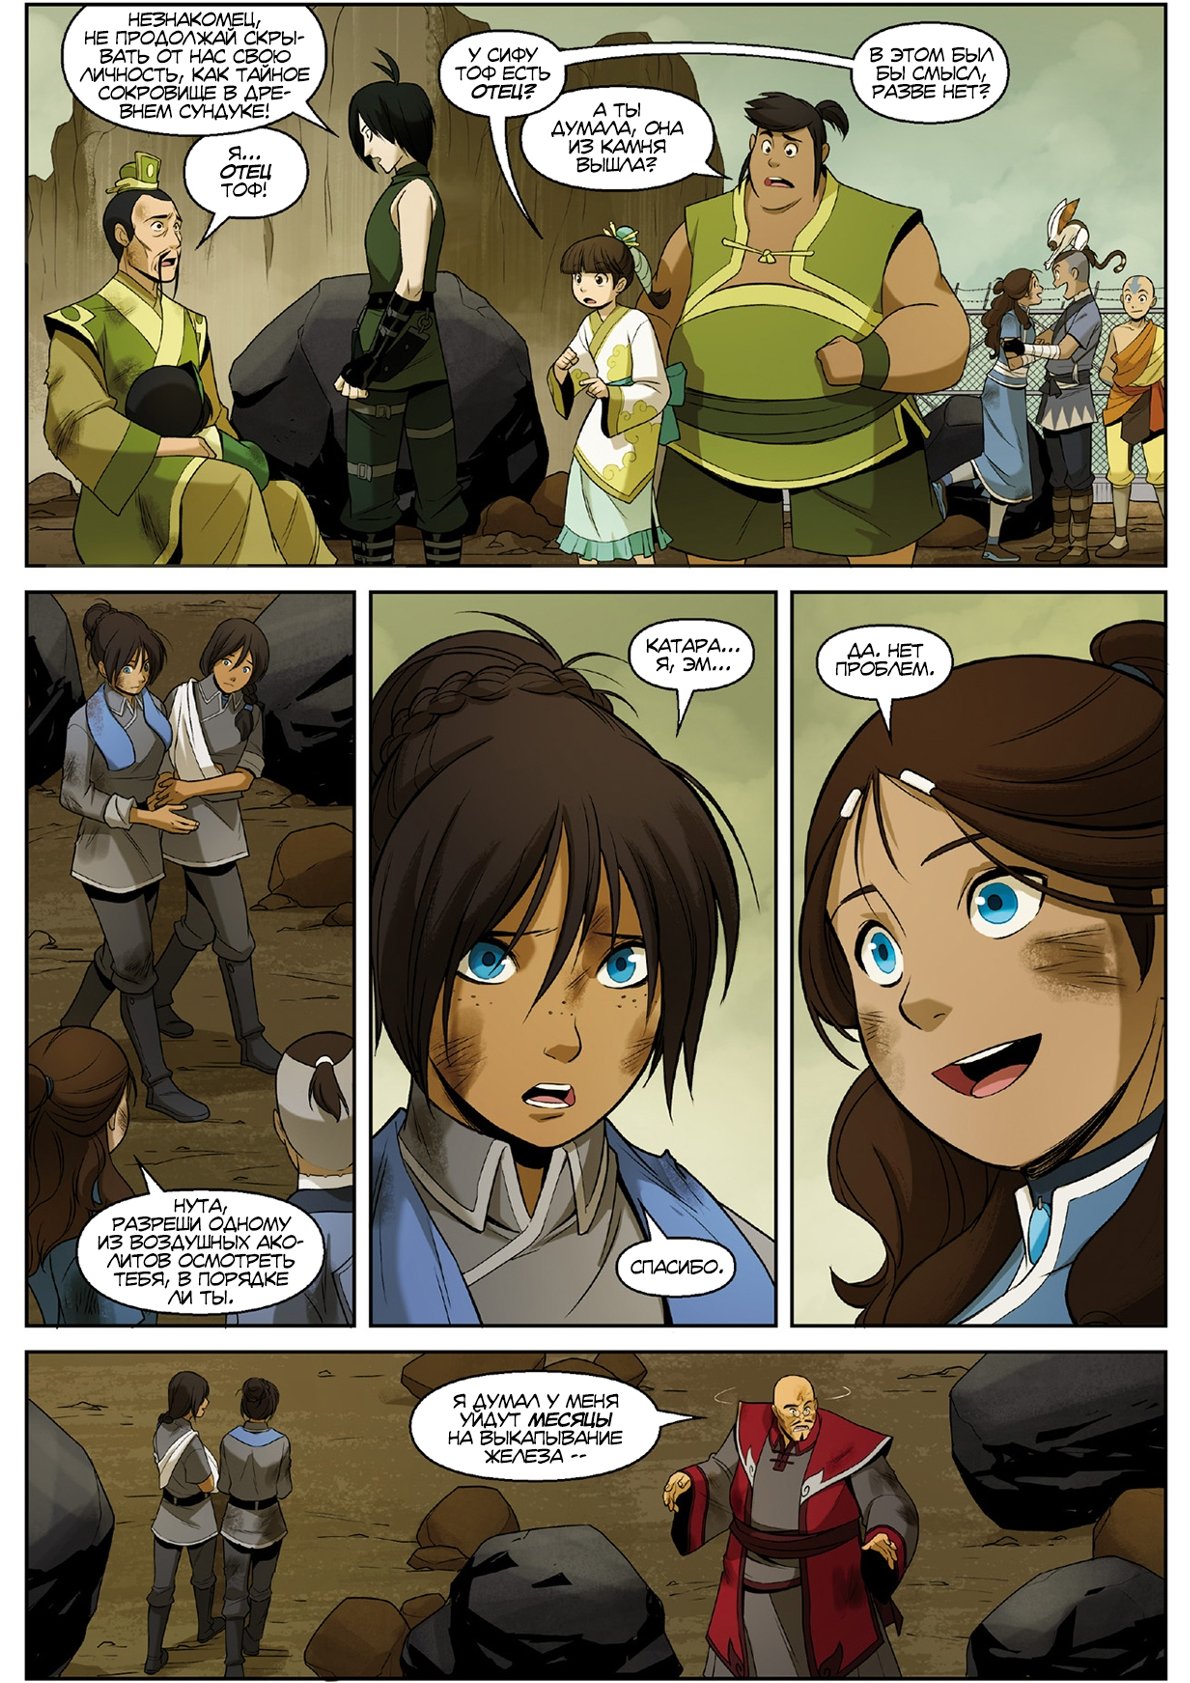 НЕЗНАКОМЕЦ,
НЕ ПРОДОЛЖАЙ СКРЫ-
ВАТЬ ОТ НАС СВОЮ
ЛИЧНОСТЬ, КАК ТАЙНОЕ
СОКРОВИЩЕ В ДРЕ-
ВНЕМ СУНДУКЕ!
Я...
ОТЕЦ
ТОФ!
У СИФУ
ТОФ ЕСТЬ
ОТЕЦ?
А ТЫ
ДУМАЛА, ОНА
ИЗ КАМНЯ
ВЫШЛА?
В ЭТОМ БЫЛ
БЫ СМЫСЛ,
РАЗВЕ НЕТ?
НУТА,
РАЗРЕШИ ОДНОМУ
ИЗ ВОЗДУШНЫХ АКО-
ЛИТОВ ОСМОТРЕТЬ
ТЕБЯ, В ПОРЯДКЕ
ЛИ ТЫ.
КАТАРА...
Я, ЭМ...
СПАСИБО.
ДА. НЕТ
ПРОБЛЕМ.
Я ДУМАЛ У МЕНЯ
УЙДУТ МЕСЯЦЫ
НА ВЫКАПЫВАНИЕ
ЖЕЛЕЗА --